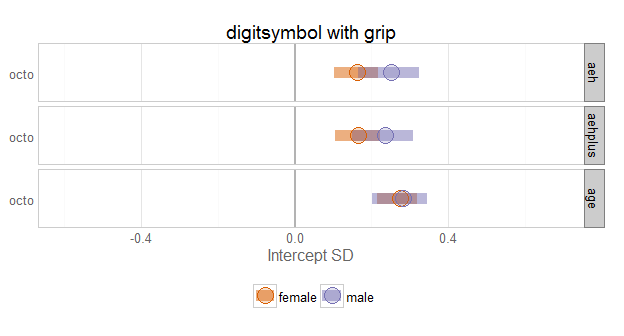 digitsymbol with grip
octo
aeh
octo
aehplus
octo
age
-0.4 0.0 0.4
Intercept SD
female male